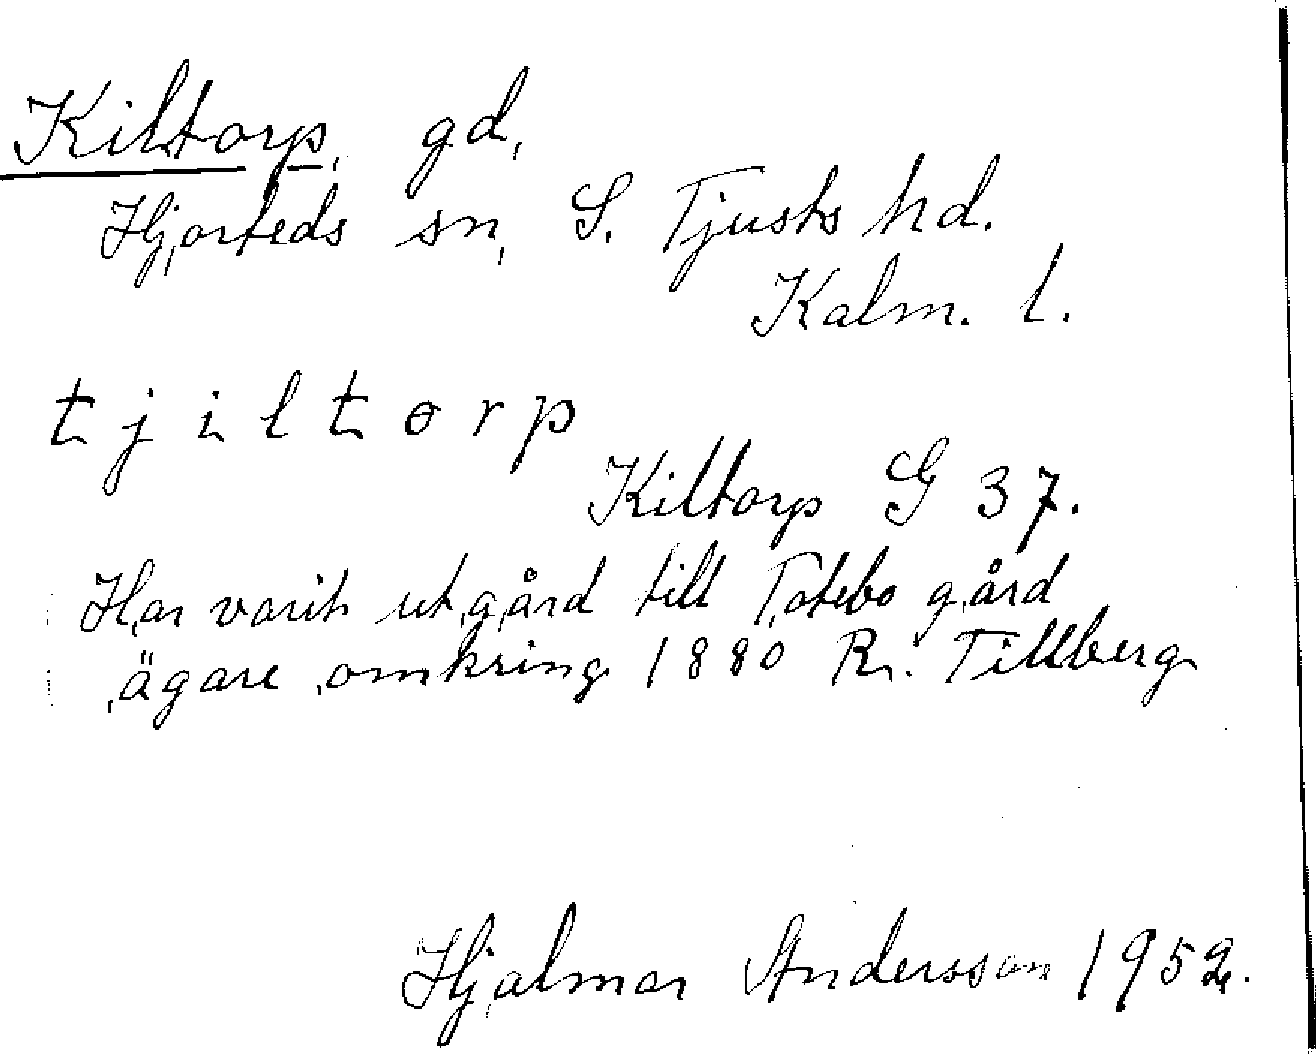 Kiltorp, gd,
Hjorteds sn, S. Tjusts hd.
Kalm. l.
tjiltorp
Kiltorp G 37.
Har varit utgård till Totebo gård
ägare omkring 1880 R. Tillberg
Hjalmar Andersson 1952.